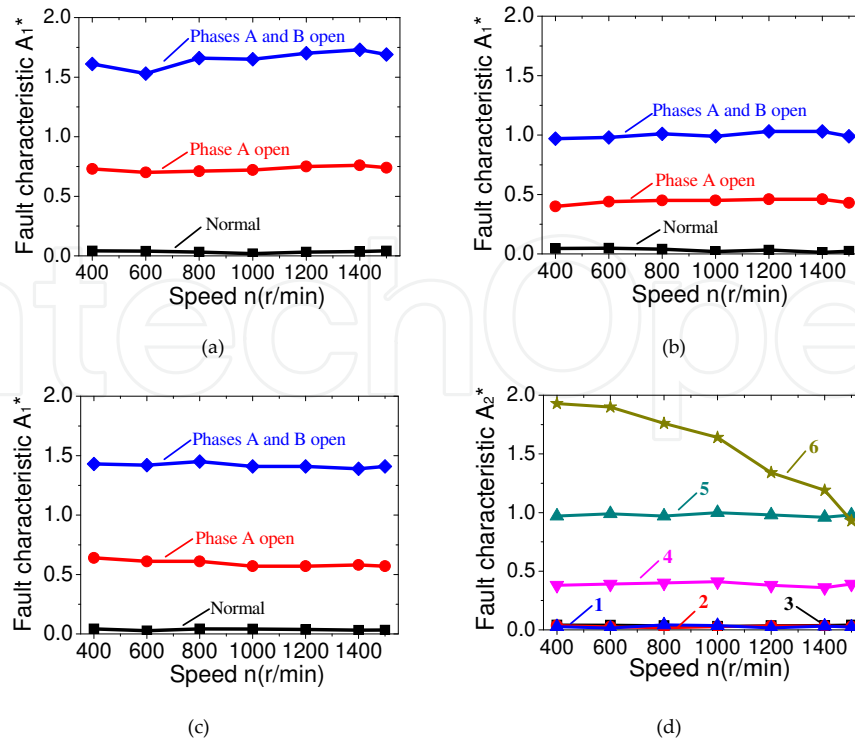 2.0
1.5
1.0
0.5
0.0
Fault characteristic A1*
Phases A and B open
Phase A open
Normal
400 600 800 1000 1200 1400
Speed n(r/min)
(a)
2.0
1.5
1.0
0.5
0.0
Fault characteristic A1*
Phases A and B open
Phase A open
Normal
400 600 800 1000 1200 1400
Speed n(r/min)
(b)
2.0
1.5
1.0
0.5
0.0
Fault characteristic A1*
Phases A and B open
Phase A open
Normal
400 600 800 1000 1200 1400
Speed n(r/min)
(c)
2.0
1.5
1.0
0.5
0.0
Fault characteristic A2*
6
5
4
1 2 3
400 600 800 1000 1200 1400
Speed n(r/min)
(d)
ntechOpe